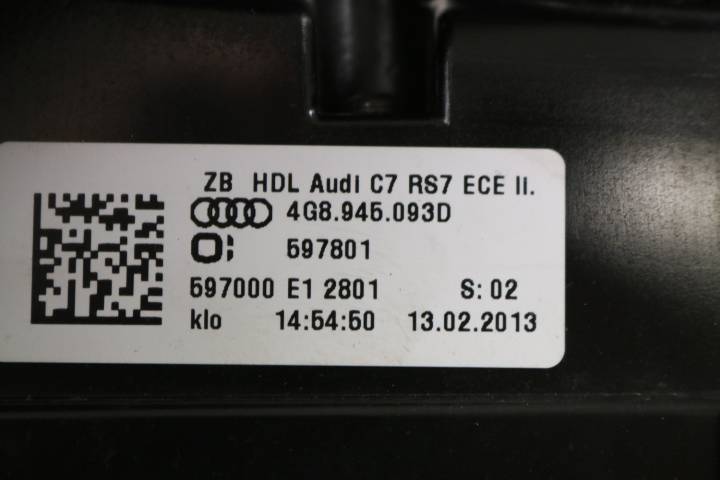 ZB HDL Audi C7 RS7 ECE II.
4G8.945.093D
597801
597000 E1 2801 S: 02
klo 14:54:50 13.02.2013